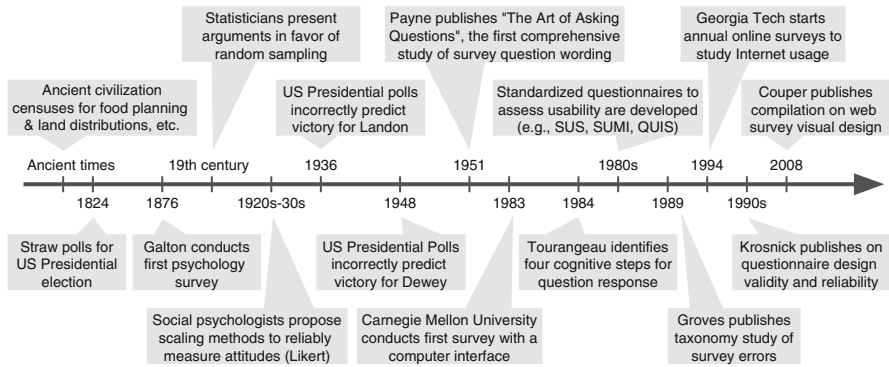 Statisticians present
arguments in favor of
random sampling
Payne publishes "The Art of Asking
Questions", the first comprehensive
study of survey question wording
Georgia Tech starts
annual online surveys to
study Internet usage
Ancient civilization
censuses for food planning
& land distributions, etc.
US Presidential polls
incorrectly predict
victory for Landon
Standardized questionnaires to
assess usability are developed
(e.g., SUS, SUMI, QUIS)
Couper publishes
compilation on web
survey visual design
Ancient times
19th century
1936
1951
1980s
1994
2008
1824
1876
1920s-30s
1948
1983
1984
1989
1990s
Straw polls for
US Presidential
election
Galton conducts
first psychology
survey
US Presidential Polls
incorrectly predict
victory for Dewey
Tourangeau identifies
four cognitive steps for
question response
Krosnick publishes on
questionnaire design
validity and reliability
Social psychologists propose
scaling methods to reliably
measure attitudes (Likert)
Carnegie Mellon University
conducts first survey with a
computer interface
Groves publishes
taxonomy study of
survey errors